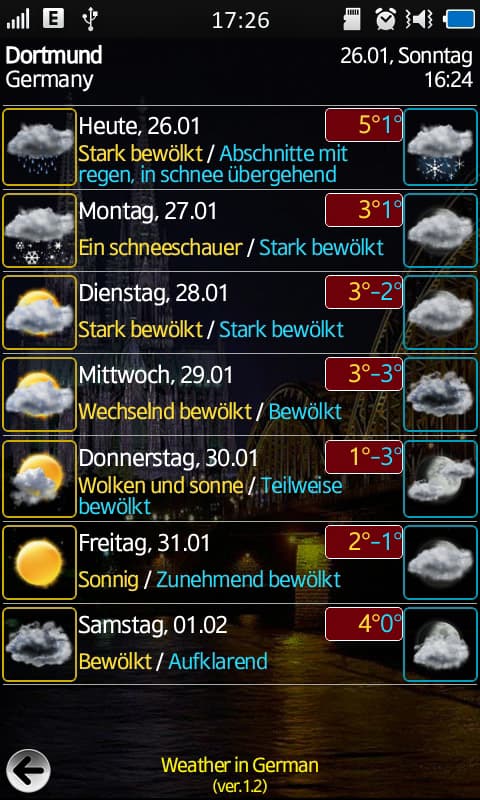 E 17:26
Dortmund 26.01, Sonntag
Germany 16:24
Heute, 26.01 5°1°
Stark bewölkt / Abschnitte mit
regen, in schnee übergehend
Montag, 27.01 3°1°
Ein schneeschauer / Stark bewölkt
Dienstag, 28.01 3°-2°
Stark bewölkt / Stark bewölkt
Mittwoch, 29.01 3°-3°
Wechselnd bewölkt / Bewölkt
Donnerstag, 30.01 1°-3°
Wolken und sonne / Teilweise
bewölkt
Freitag, 31.01 2°-1°
Sonnig / Zunehmend bewölkt
Samstag, 01.02 4°0°
Bewölkt / Aufklarend
Weather in German
(ver.1.2)